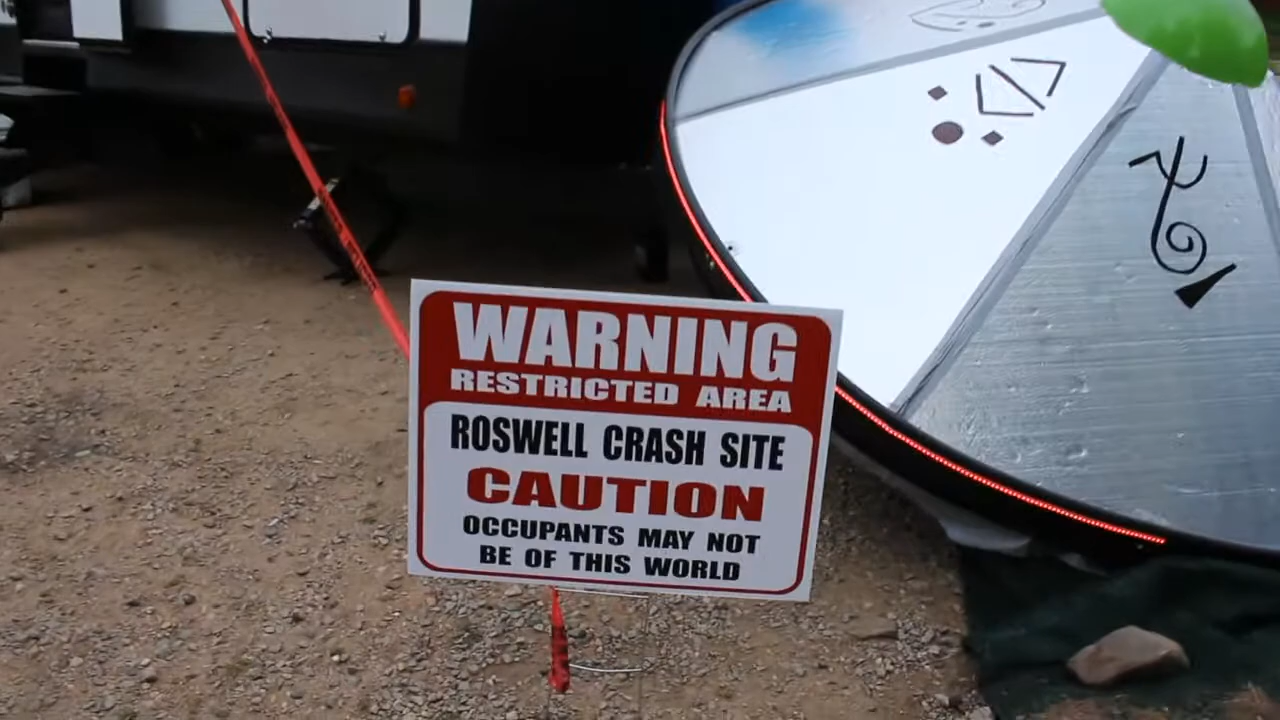 WARNING
RESTRICTED AREA
ROSWELL CRASH SITE
CAUTION
OCCUPANTS MAY NOT
BE OF THIS WORLD